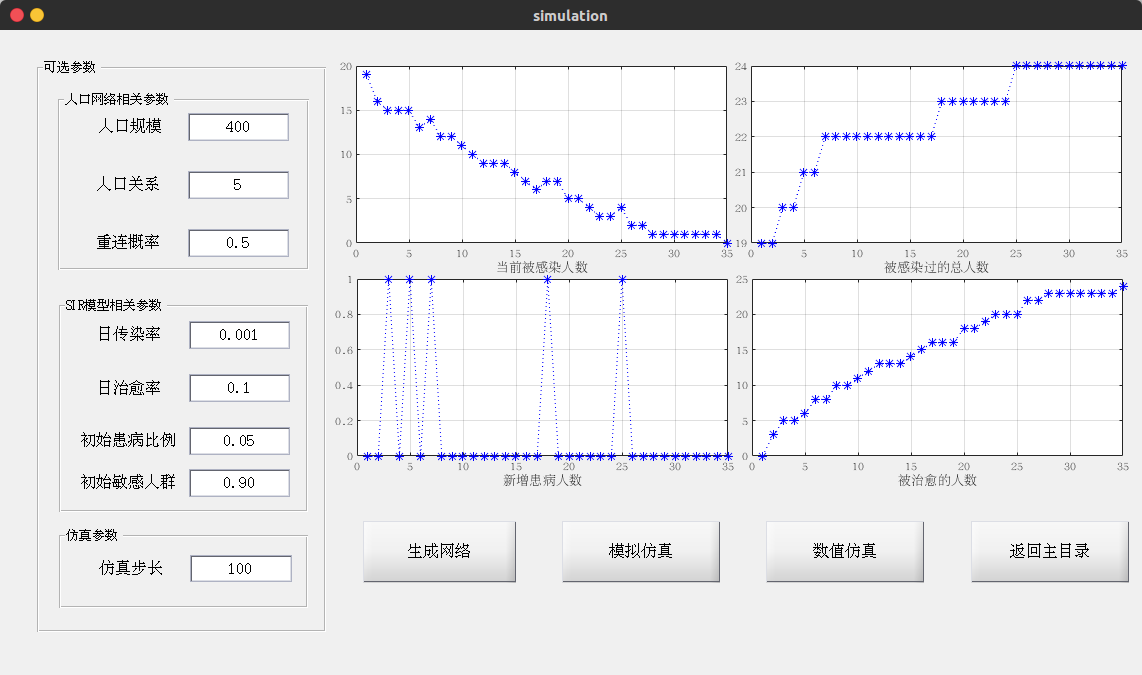 simulation
可选参数
人口网络相关参数
人口规模 400
人口关系 5
重连概率 0.5
SIR模型相关参数
日传染率 0.001
日治愈率 0.1
初始患病比例 0.05
初始敏感人群 0.90
仿真参数
仿真步长 100
20
15
10
5
0
0 5 10 15 20 25 30 35
当前被感染人数
24
23
22
21
20
19
0 5 10 15 20 25 30 35
被感染过的总人数
1
0.8
0.6
0.4
0.2
0
0 5 10 15 20 25 30 35
新增患病人数
25
20
15
10
5
0
0 5 10 15 20 25 30 35
被治愈的人数
生成网络 模拟仿真 数值仿真 返回主目录